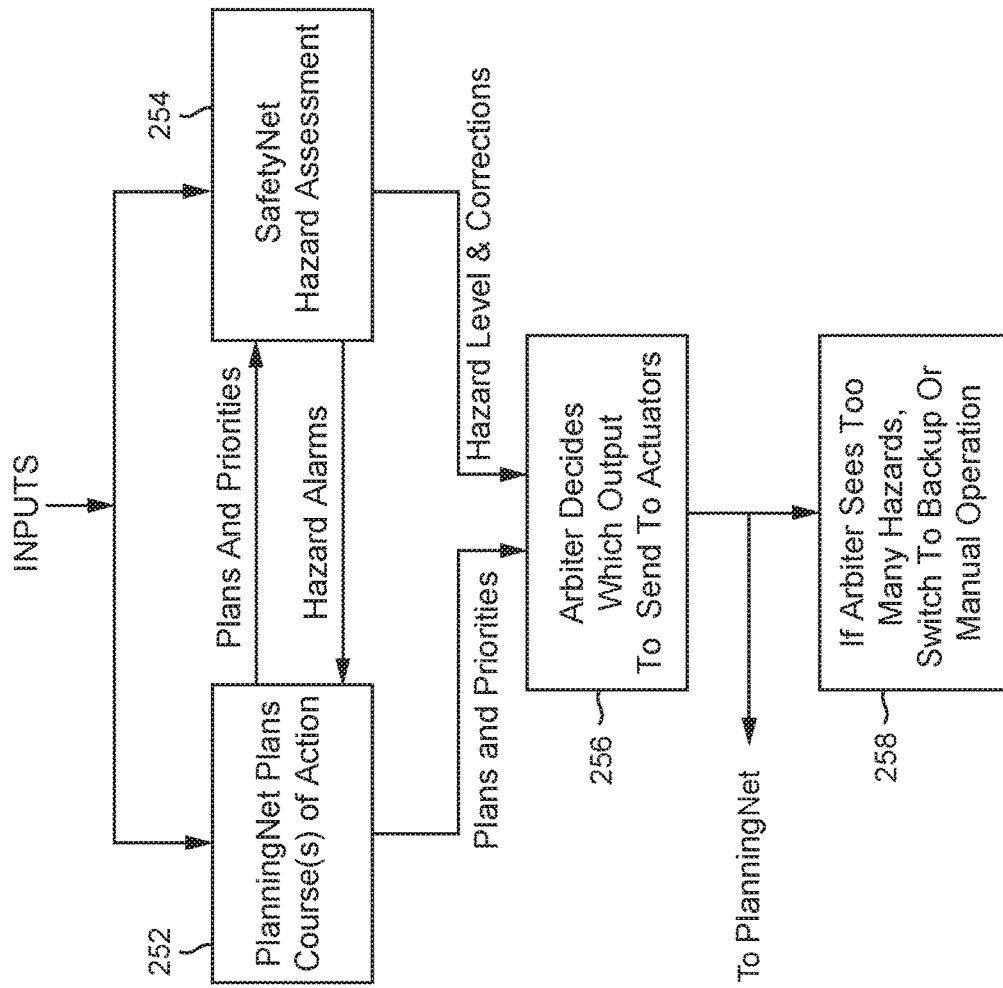 INPUTS
252
PlanningNet Plans
Course(s) of Action
Plans And Priorities
Hazard Alarms
254
SafetyNet
Hazard Assessment
Plans and Priorities
Hazard Level & Corrections
256
Arbiter Decides
Which Output
To Send To Actuators
To PlanningNet
258
If Arbiter Sees Too
Many Hazards,
Switch To Backup Or
Manual Operation